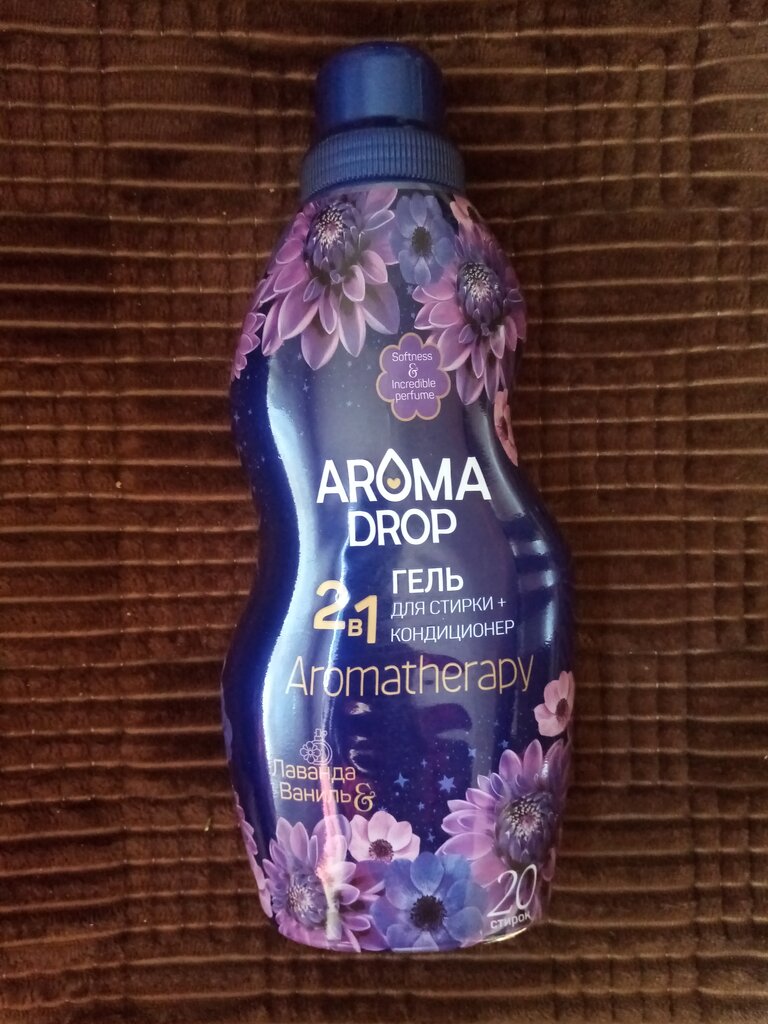 Softness
&
Incredible
perfume
AROMA
DROP
2в1
ГЕЛЬ
ДЛЯ СТИРКИ +
КОНДИЦИОНЕР
Aromatherapy
Лаванда
Ваниль &
20
стирок